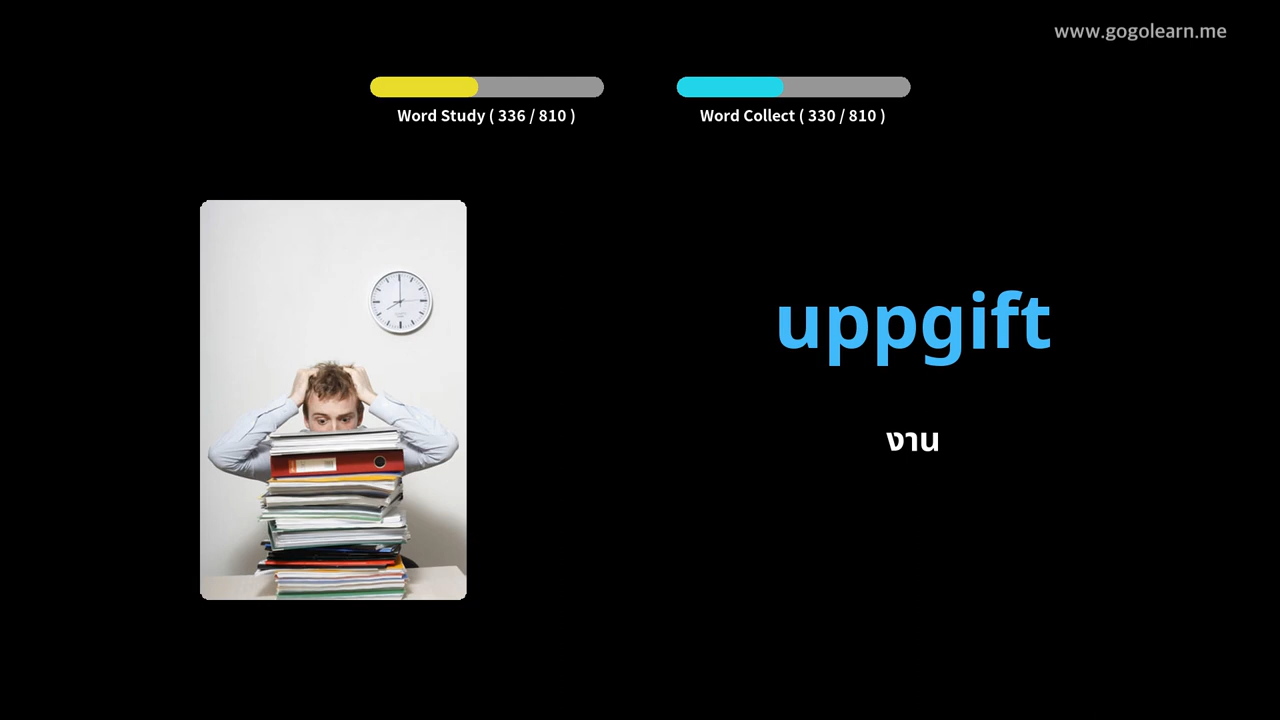 www.gogolearn.me
Word Study ( 336 / 810 )
Word Collect ( 330 / 810 )
uppgift
งาน